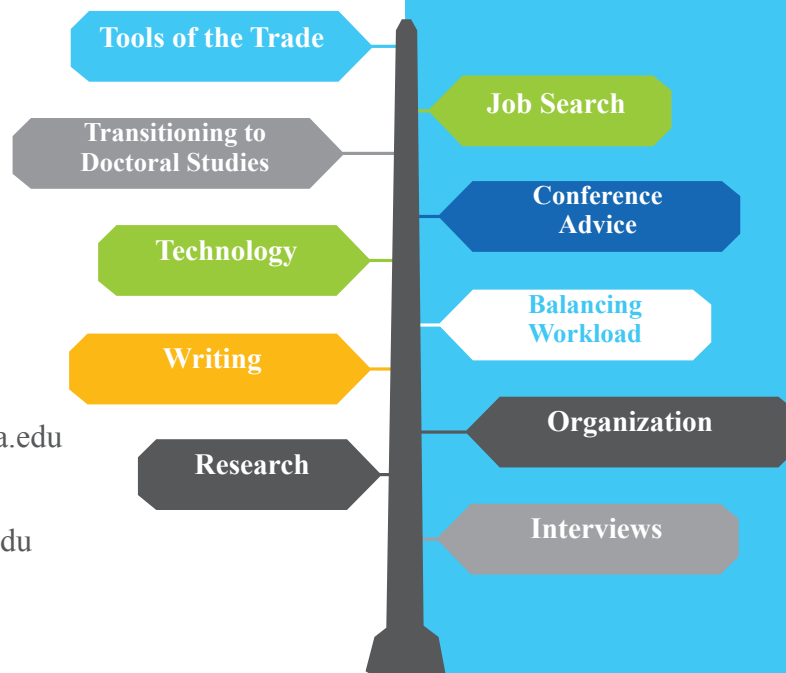 Tools of the Trade
Job Search
Transitioning to
Doctoral Studies
Conference
Advice
Technology
Balancing
Workload
Writing
Organization
a.edu
Research
Interviews
du